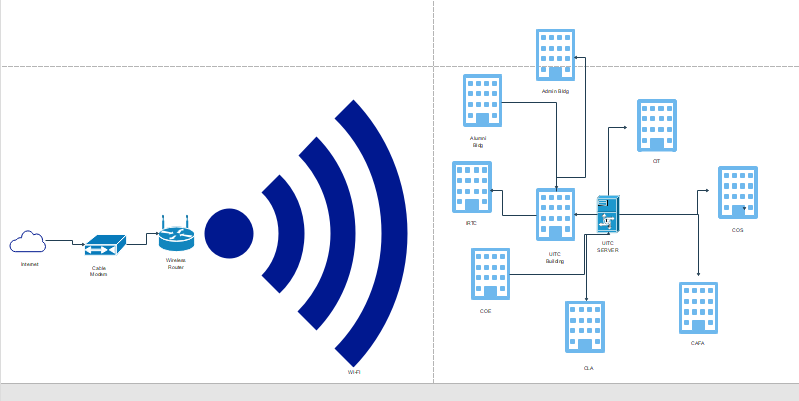 Admin Bldg
Alumni
Bldg
CIT
IRTC
COS
UITC
SERVER
UITC
Building
Internet
Cable
Modem
Wireless
Router
COE
CAFA
CLA
WI-FI